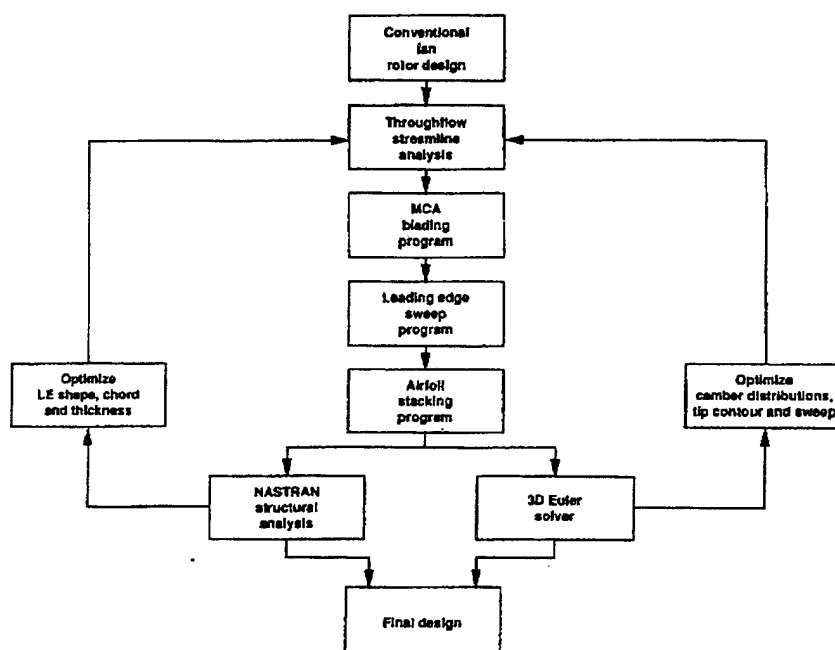 Conventional
fan
rotor design
Throughflow
streamline
analysis
MCA
blading
program
Leading edge
sweep
program
Optimize
LE shape, chord
and thickness
Airfoil
stacking
program
Optimize
camber distributions,
tip contour and sweep
NASTRAN
structural
analysis
3D Euler
solver
Final design